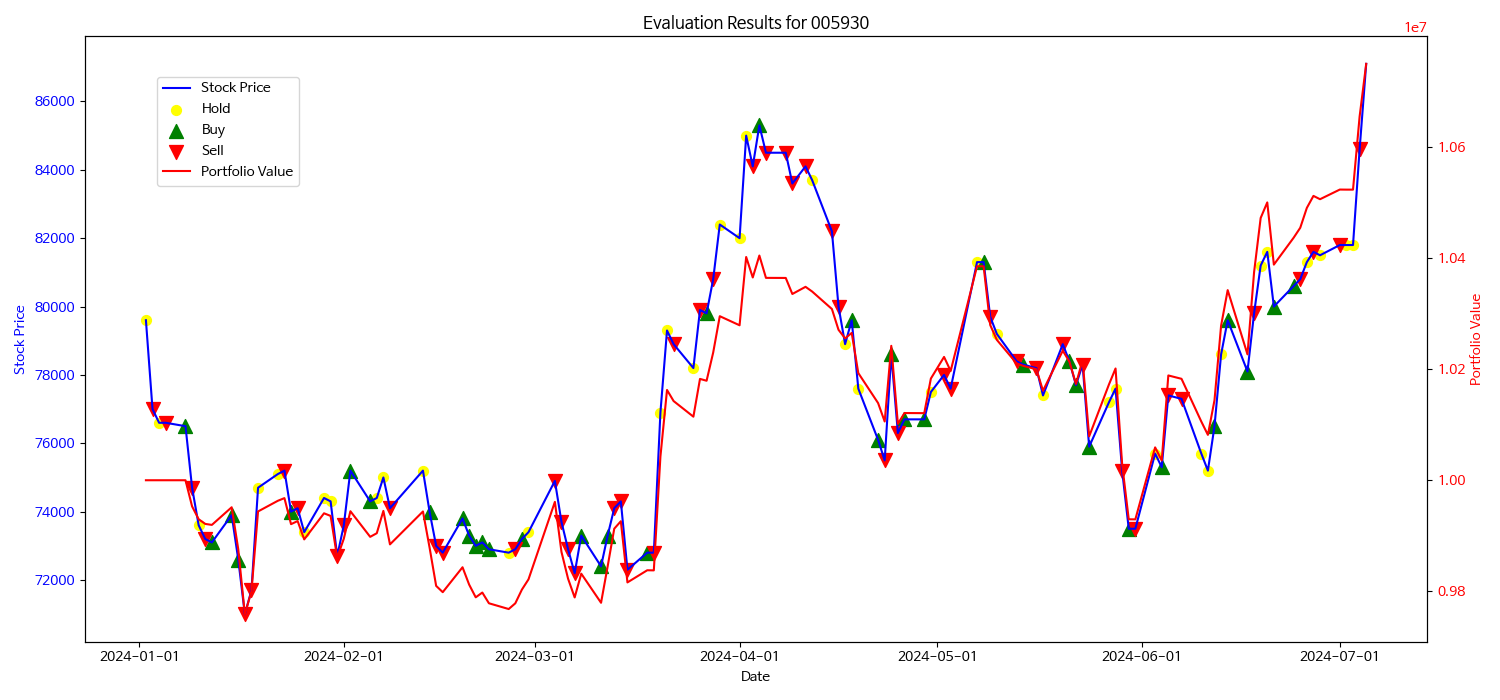 Evaluation Results for 005930
1e7
Stock Price
Hold
Buy
Sell
Portfolio Value
86000
84000
82000
80000
78000
76000
74000
72000
Stock Price
1.06
1.04
1.02
1.00
0.98
Portfolio Value
2024-01-01
2024-02-01
2024-03-01
2024-04-01
2024-05-01
2024-06-01
2024-07-01
Date